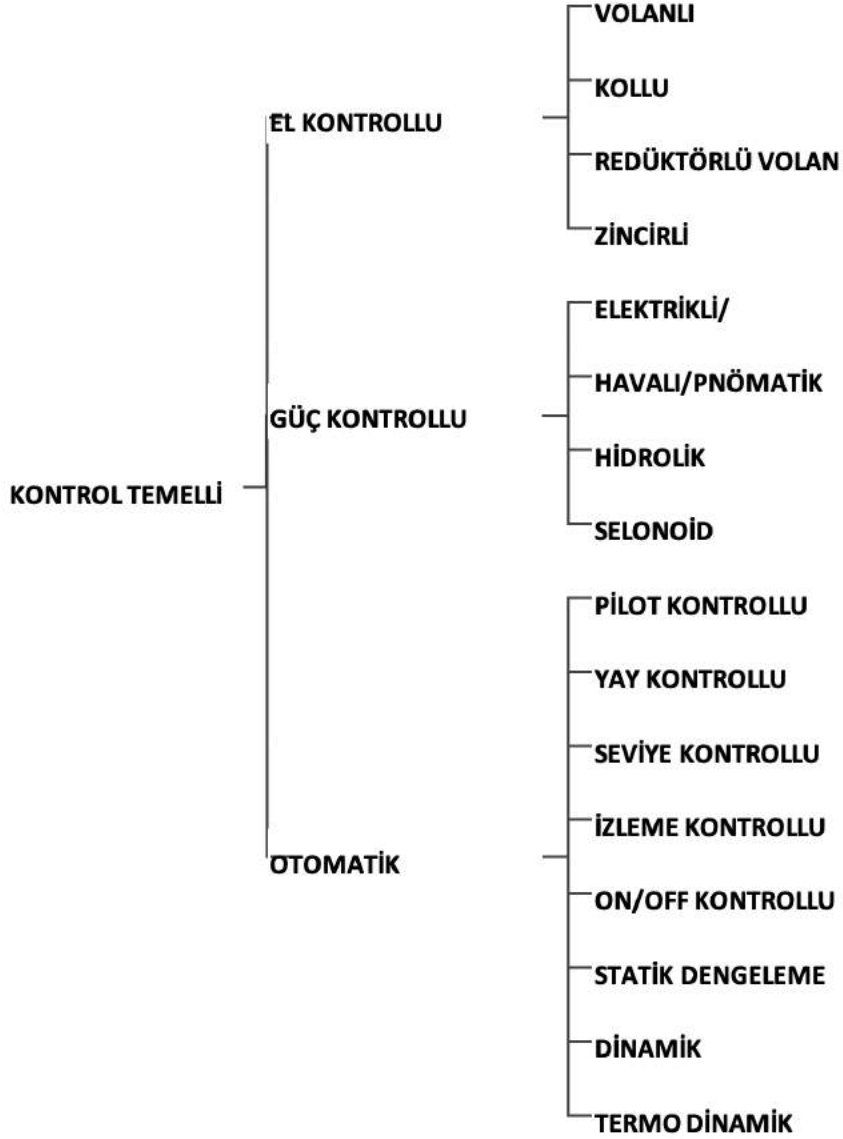 KONTROL TEMELLİ
EL KONTROLLU
VOLANLI
KOLLU
REDÜKTÖRLÜ VOLAN
ZİNCİRLİ
GÜÇ KONTROLLU
ELEKTRİKLİ/
HAVALI/PNÖMATİK
HİDROLİK
SELONOİD
OTOMATİK
PİLOT KONTROLLU
YAY KONTROLLU
SEVİYE KONTROLLU
İZLEME KONTROLLU
ON/OFF KONTROLLU
STATİK DENGELEME
DİNAMİK
TERMO DİNAMİK